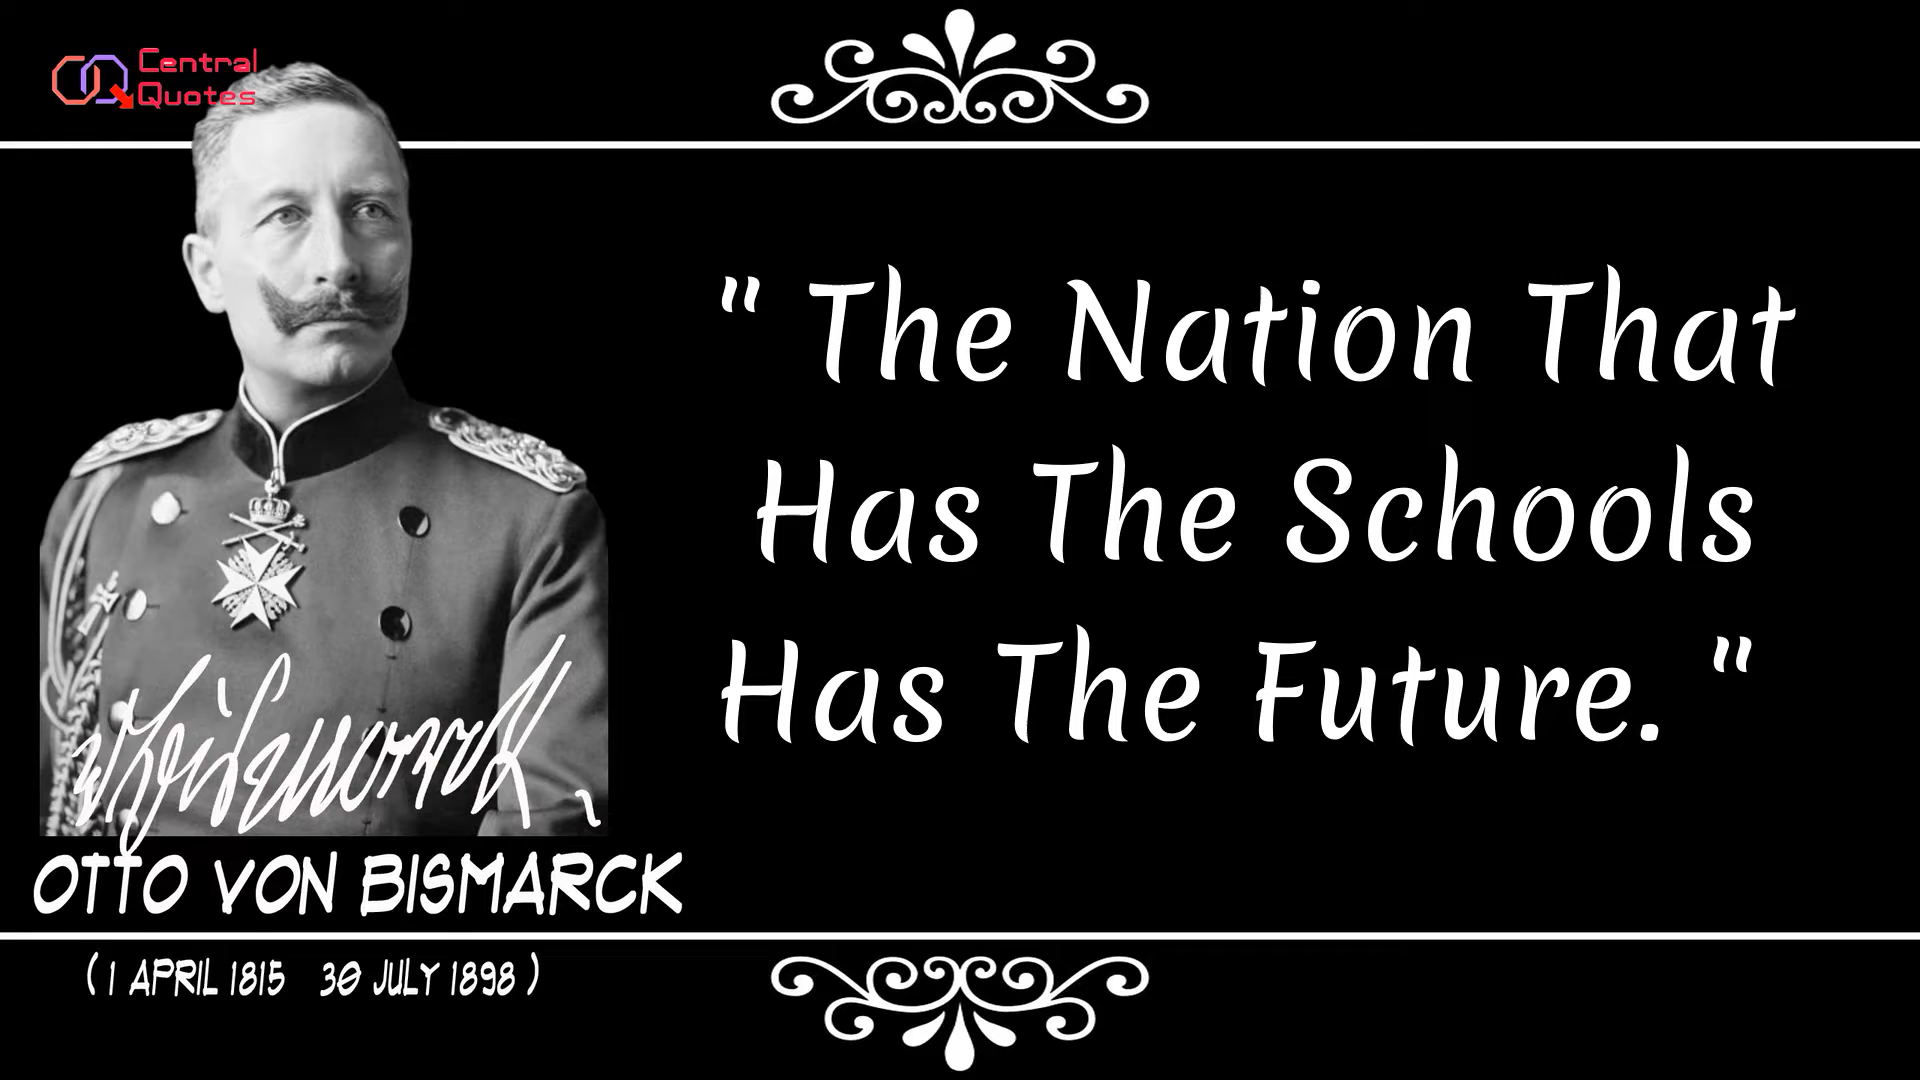 Central
Quotes
" The Nation That
Has The Schools
Has The Future. "
OTTO VON BISMARCK
( 1 APRIL 1815   30 JULY 1898 )